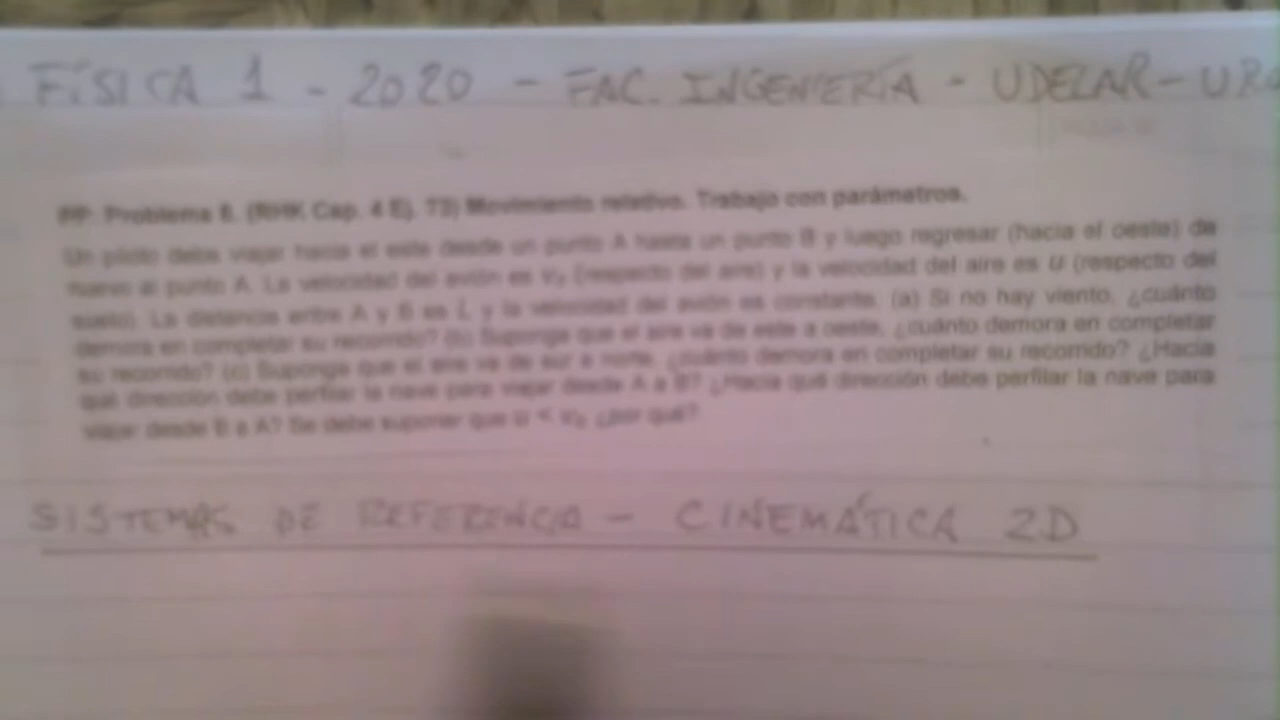 FÍSICA 1 - 2020 - FAC. INGENIERÍA - UDELAR - UR
PP: Problema 8. (RHK Cap. 4 Ej. 73) Movimiento relativo. Trabajo con parámetros.
Un piloto debe viajar hacia el este desde un punto A hasta un punto B y luego regresar (hacia el oeste) de
nuevo al punto A. La velocidad del avión es v₀ (respecto del aire) y la velocidad del aire es u (respecto del
suelo). La distancia entre A y B es L y la velocidad del avión es constante. (a) Si no hay viento, ¿cuánto
demora en completar su recorrido? (b) Suponga que el aire va de este a oeste, ¿cuánto demora en completar
su recorrido? (c) Suponga que el aire va de sur a norte, ¿cuánto demora en completar su recorrido? ¿Hacia
qué dirección debe perfilar la nave para viajar desde A a B? ¿Hacia qué dirección debe perfilar la nave para
viajar desde B a A? Se debe suponer que u < v₀ ¿por qué?
SISTEMAS DE REFERENCIA - CINEMÁTICA 2D